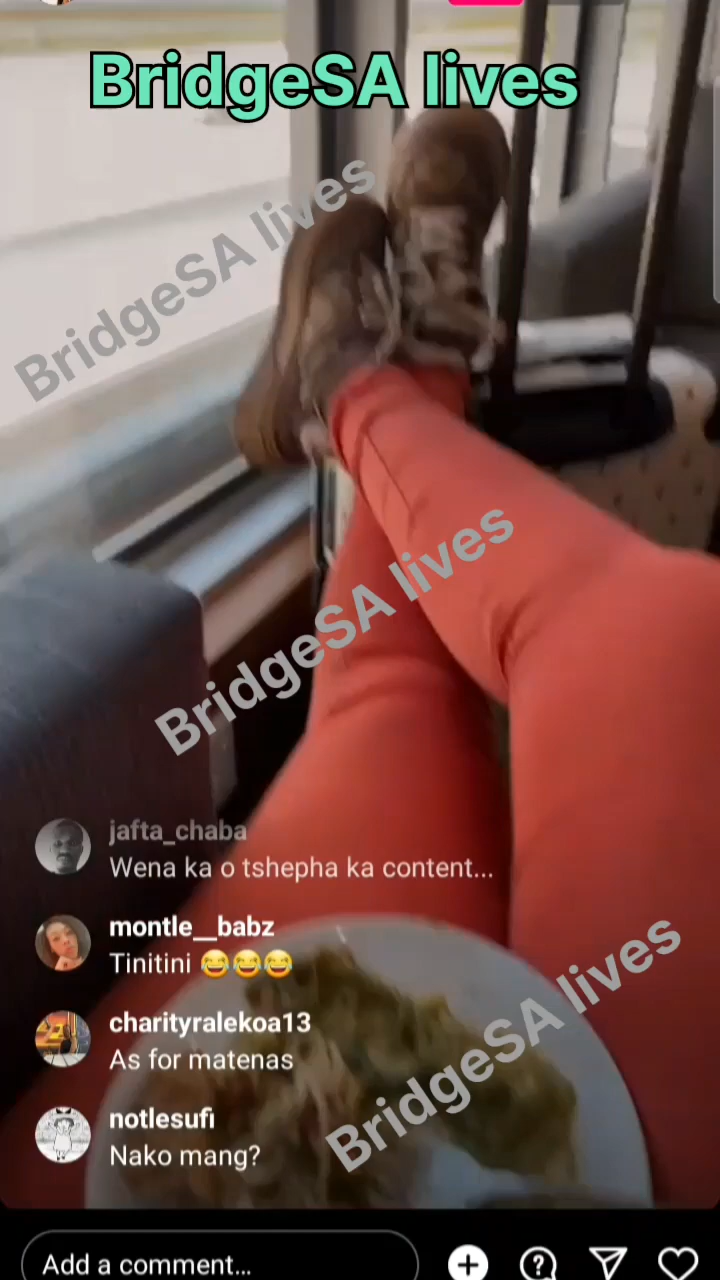 BridgeSA lives
BridgeSA lives
BridgeSA lives
jafta_chaba
Wena ka o tshepha ka content...
montle__babz
Tinitini 😂😂😂
charityralekoa13
As for matenas
BridgeSA lives
notlesufi
Nako mang?
Add a comment...